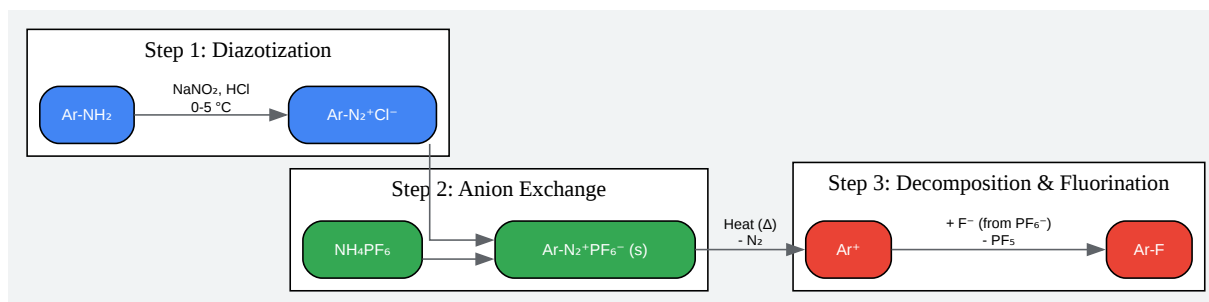 Step 1: Diazotization
Ar-NH₂
NaNO₂, HCl
0-5 °C
Ar-N₂⁺Cl⁻
Step 2: Anion Exchange
NH₄PF₆
Ar-N₂⁺PF₆⁻ (s)
Heat (Δ)
- N₂
Step 3: Decomposition & Fluorination
Ar⁺
+ F⁻ (from PF₆⁻)
- PF₅
Ar-F